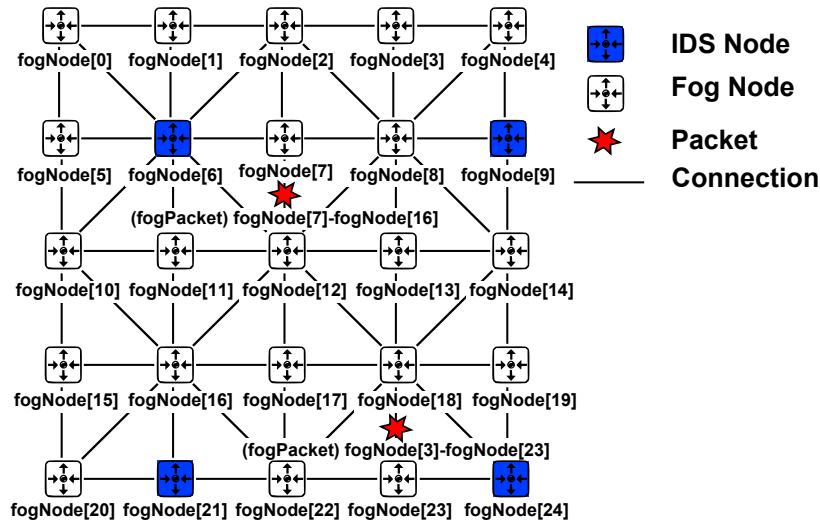 fogNode[0] fogNode[1] fogNode[2] fogNode[3] fogNode[4]
IDS Node
Fog Node
Packet
Connection
fogNode[5] fogNode[6] fogNode[7] fogNode[8] fogNode[9]
(fogPacket) fogNode[7]-fogNode[16]
fogNode[10] fogNode[11] fogNode[12] fogNode[13] fogNode[14]
fogNode[15] fogNode[16] fogNode[17] fogNode[18] fogNode[19]
(fogPacket) fogNode[3]-fogNode[23]
fogNode[20] fogNode[21] fogNode[22] fogNode[23] fogNode[24]